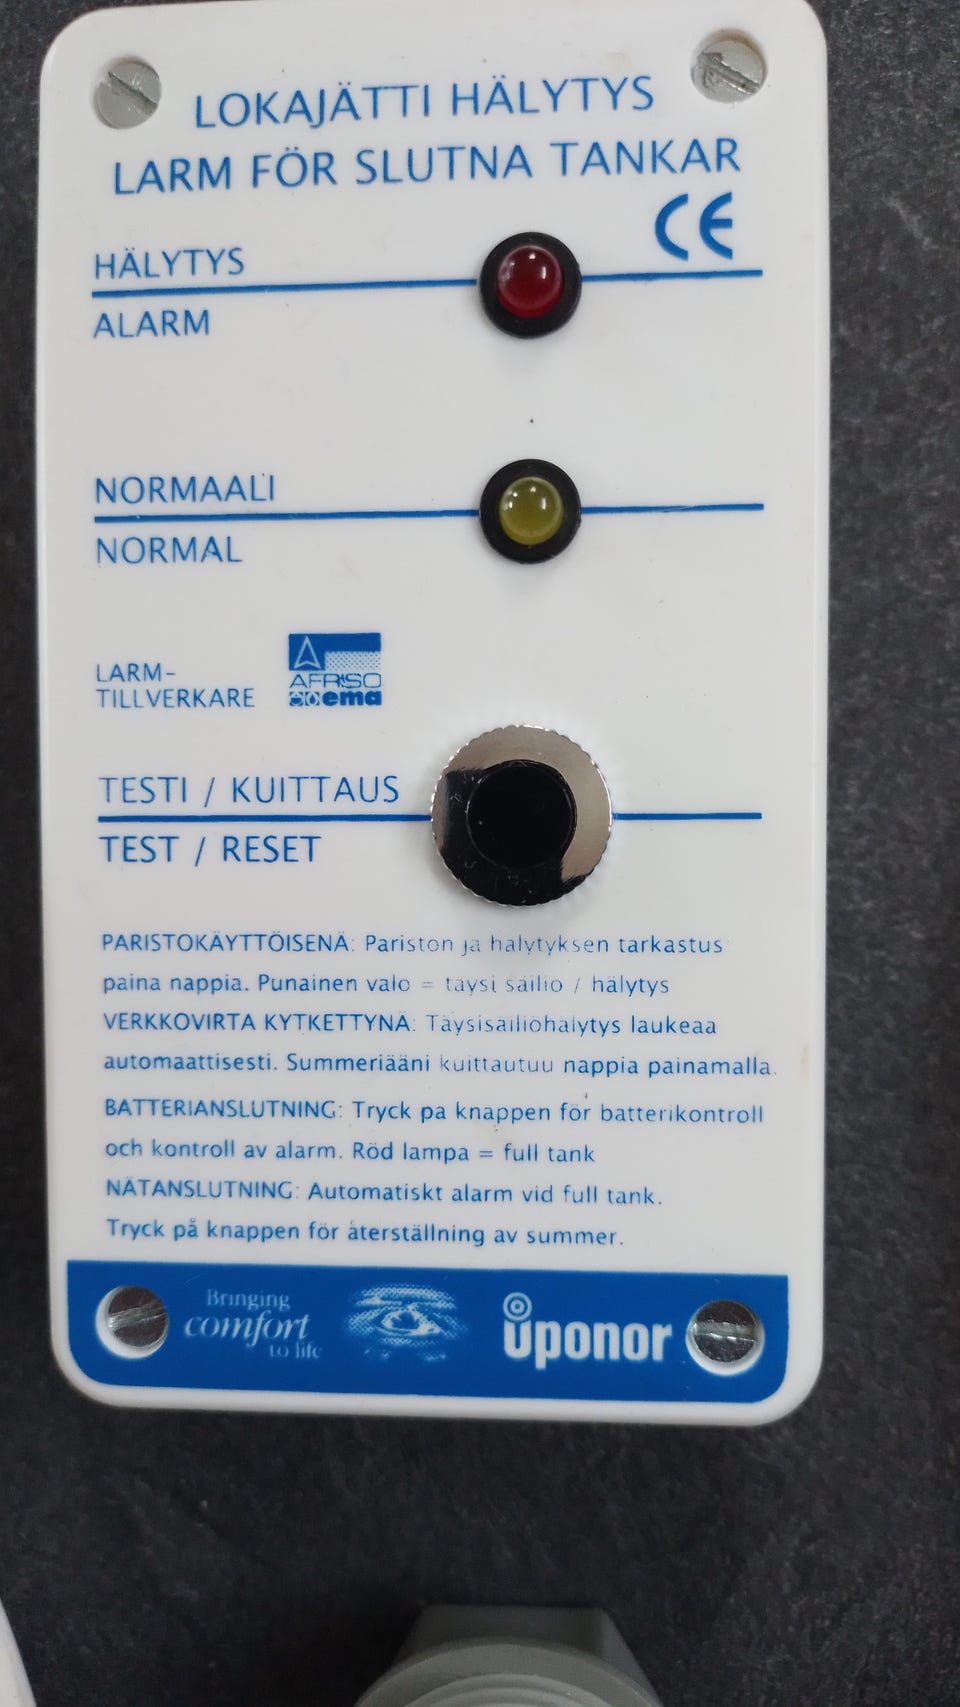 LOKAJÄTTI HÄLYTYS
LARM FÖR SLUTNA TANKAR
CE
HÄLYTYS
ALARM
NORMAALI
NORMAL
LARM-
TILLVERKARE
AFRISO
ema
TESTI / KUITTAUS
TEST / RESET
PARISTOKÄYTTÖISENÄ: Pariston ja hälytyksen tarkastus
paina nappia. Punainen valo = täysi säiliö / hälytys
VERKKOVIRTA KYTKETTYNÄ: Täysisäiliöhälytys laukeaa
automaattisesti. Summeriääni kuittautuu nappia painamalla.
BATTERIANSLUTNING: Tryck pa knappen för batterikontroll
och kontroll av alarm. Röd lampa = full tank
NÄTANSLUTNING: Automatiskt alarm vid full tank.
Tryck på knappen för återställning av summer.
Bringing
comfort
to life
uponor